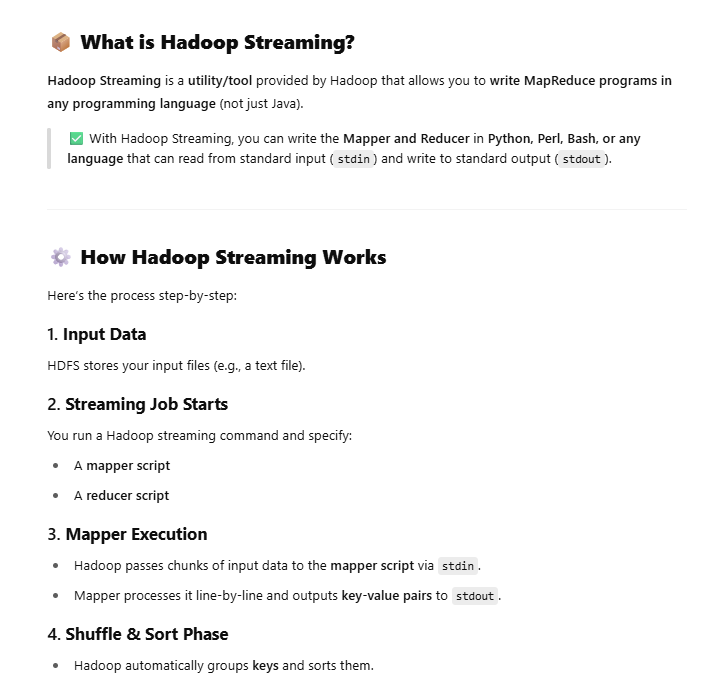 📦 What is Hadoop Streaming?
Hadoop Streaming is a utility/tool provided by Hadoop that allows you to write MapReduce programs in
any programming language (not just Java).
✅ With Hadoop Streaming, you can write the Mapper and Reducer in Python, Perl, Bash, or any
language that can read from standard input ( stdin ) and write to standard output ( stdout ).
⚙️ How Hadoop Streaming Works
Here’s the process step-by-step:
1. Input Data
HDFS stores your input files (e.g., a text file).
2. Streaming Job Starts
You run a Hadoop streaming command and specify:
• A mapper script
• A reducer script
3. Mapper Execution
• Hadoop passes chunks of input data to the mapper script via stdin .
• Mapper processes it line-by-line and outputs key-value pairs to stdout .
4. Shuffle & Sort Phase
• Hadoop automatically groups keys and sorts them.